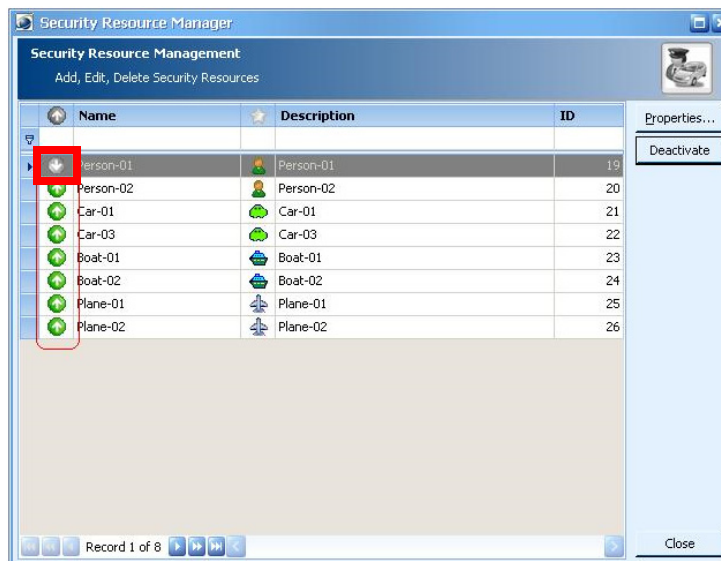 Security Resource Manager
Security Resource Management
Add, Edit, Delete Security Resources
Name Description ID
Properties...
Deactivate
Person-01 Person-01 19
Person-02 Person-02 20
Car-01 Car-01 21
Car-03 Car-03 22
Boat-01 Boat-01 23
Boat-02 Boat-02 24
Plane-01 Plane-01 25
Plane-02 Plane-02 26
Record 1 of 8
Close